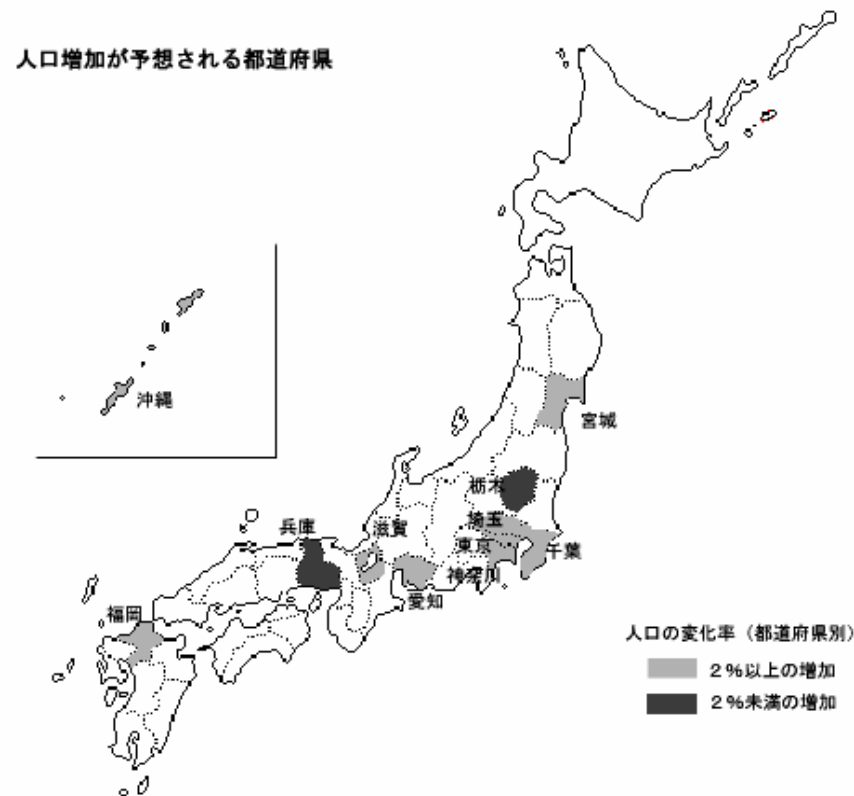 人口増加が予想される都道府県
沖縄
宮城
栃木
埼玉
兵庫
滋賀
東京
千葉
神奈川
愛知
福岡
人口の変化率（都道府県別）
２％以上の増加
２％未満の増加